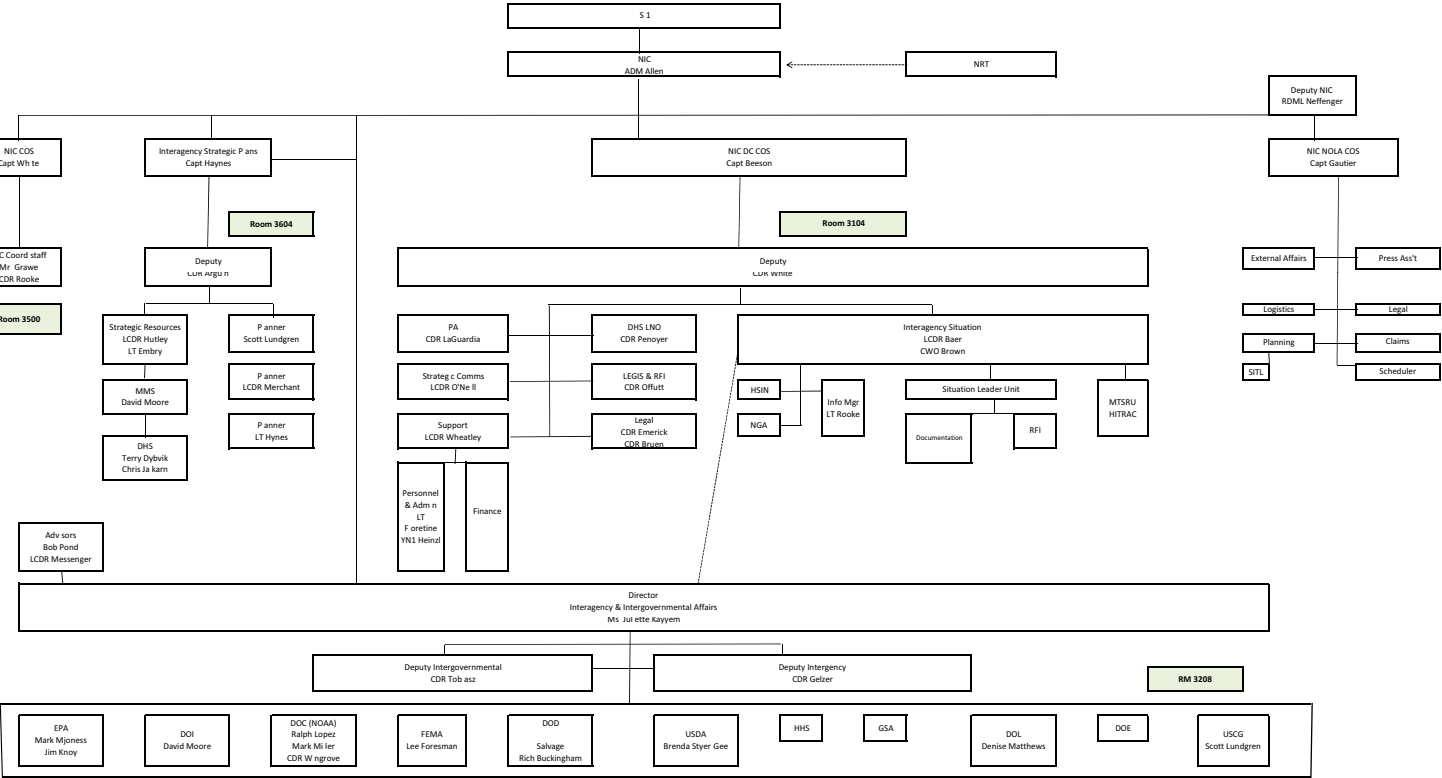 S 1
NIC
ADM Allen
NRT
Deputy NIC
RDML Neffenger
NIC COS
Capt Wh te
Interagency Strategic P ans
Capt Haynes
NIC DC COS
Capt Beeson
NIC NOLA COS
Capt Gautier
Room 3604
Room 3104
C Coord staff
Mr Grawe
CDR Rooke
Deputy
CDR Argu n
Deputy
CDR White
External Affairs
Press Ass't
Room 3500
Logistics
Legal
Strategic Resources
LCDR Hutley
LT Embry
P anner
Scott Lundgren
PA
CDR LaGuardia
DHS LNO
CDR Penoyer
Interagency Situation
LCDR Baer
CWO Brown
Planning
Claims
SITL
Scheduler
MMS
David Moore
P anner
LCDR Merchant
Strateg c Comms
LCDR O'Ne ll
LEGIS & RFI
CDR Offutt
HSIN
Info Mgr
LT Rooke
Situation Leader Unit
MTSRU
HITRAC
NGA
Documentation
RFI
DHS
Terry Dybvik
Chris Ja karn
P anner
LT Hynes
Support
LCDR Wheatley
Legal
CDR Emerick
CDR Bruen
Personnel
& Adm n
LT
F oretine
YN1 Heinzl
Finance
Adv sors
Bob Pond
LCDR Messenger
Director
Interagency & Intergovernmental Affairs
Ms Jul ette Kayyem
Deputy Intergovernmental
CDR Tob asz
Deputy Intergency
CDR Gelzer
RM 3208
EPA
Mark Mjoness
Jim Knoy
DOI
David Moore
DOC (NOAA)
Ralph Lopez
Mark Mi ler
CDR W ngrove
FEMA
Lee Foresman
DOD
Salvage
Rich Buckingham
USDA
Brenda Styer Gee
HHS
GSA
DOL
Denise Matthews
DOE
USCG
Scott Lundgren